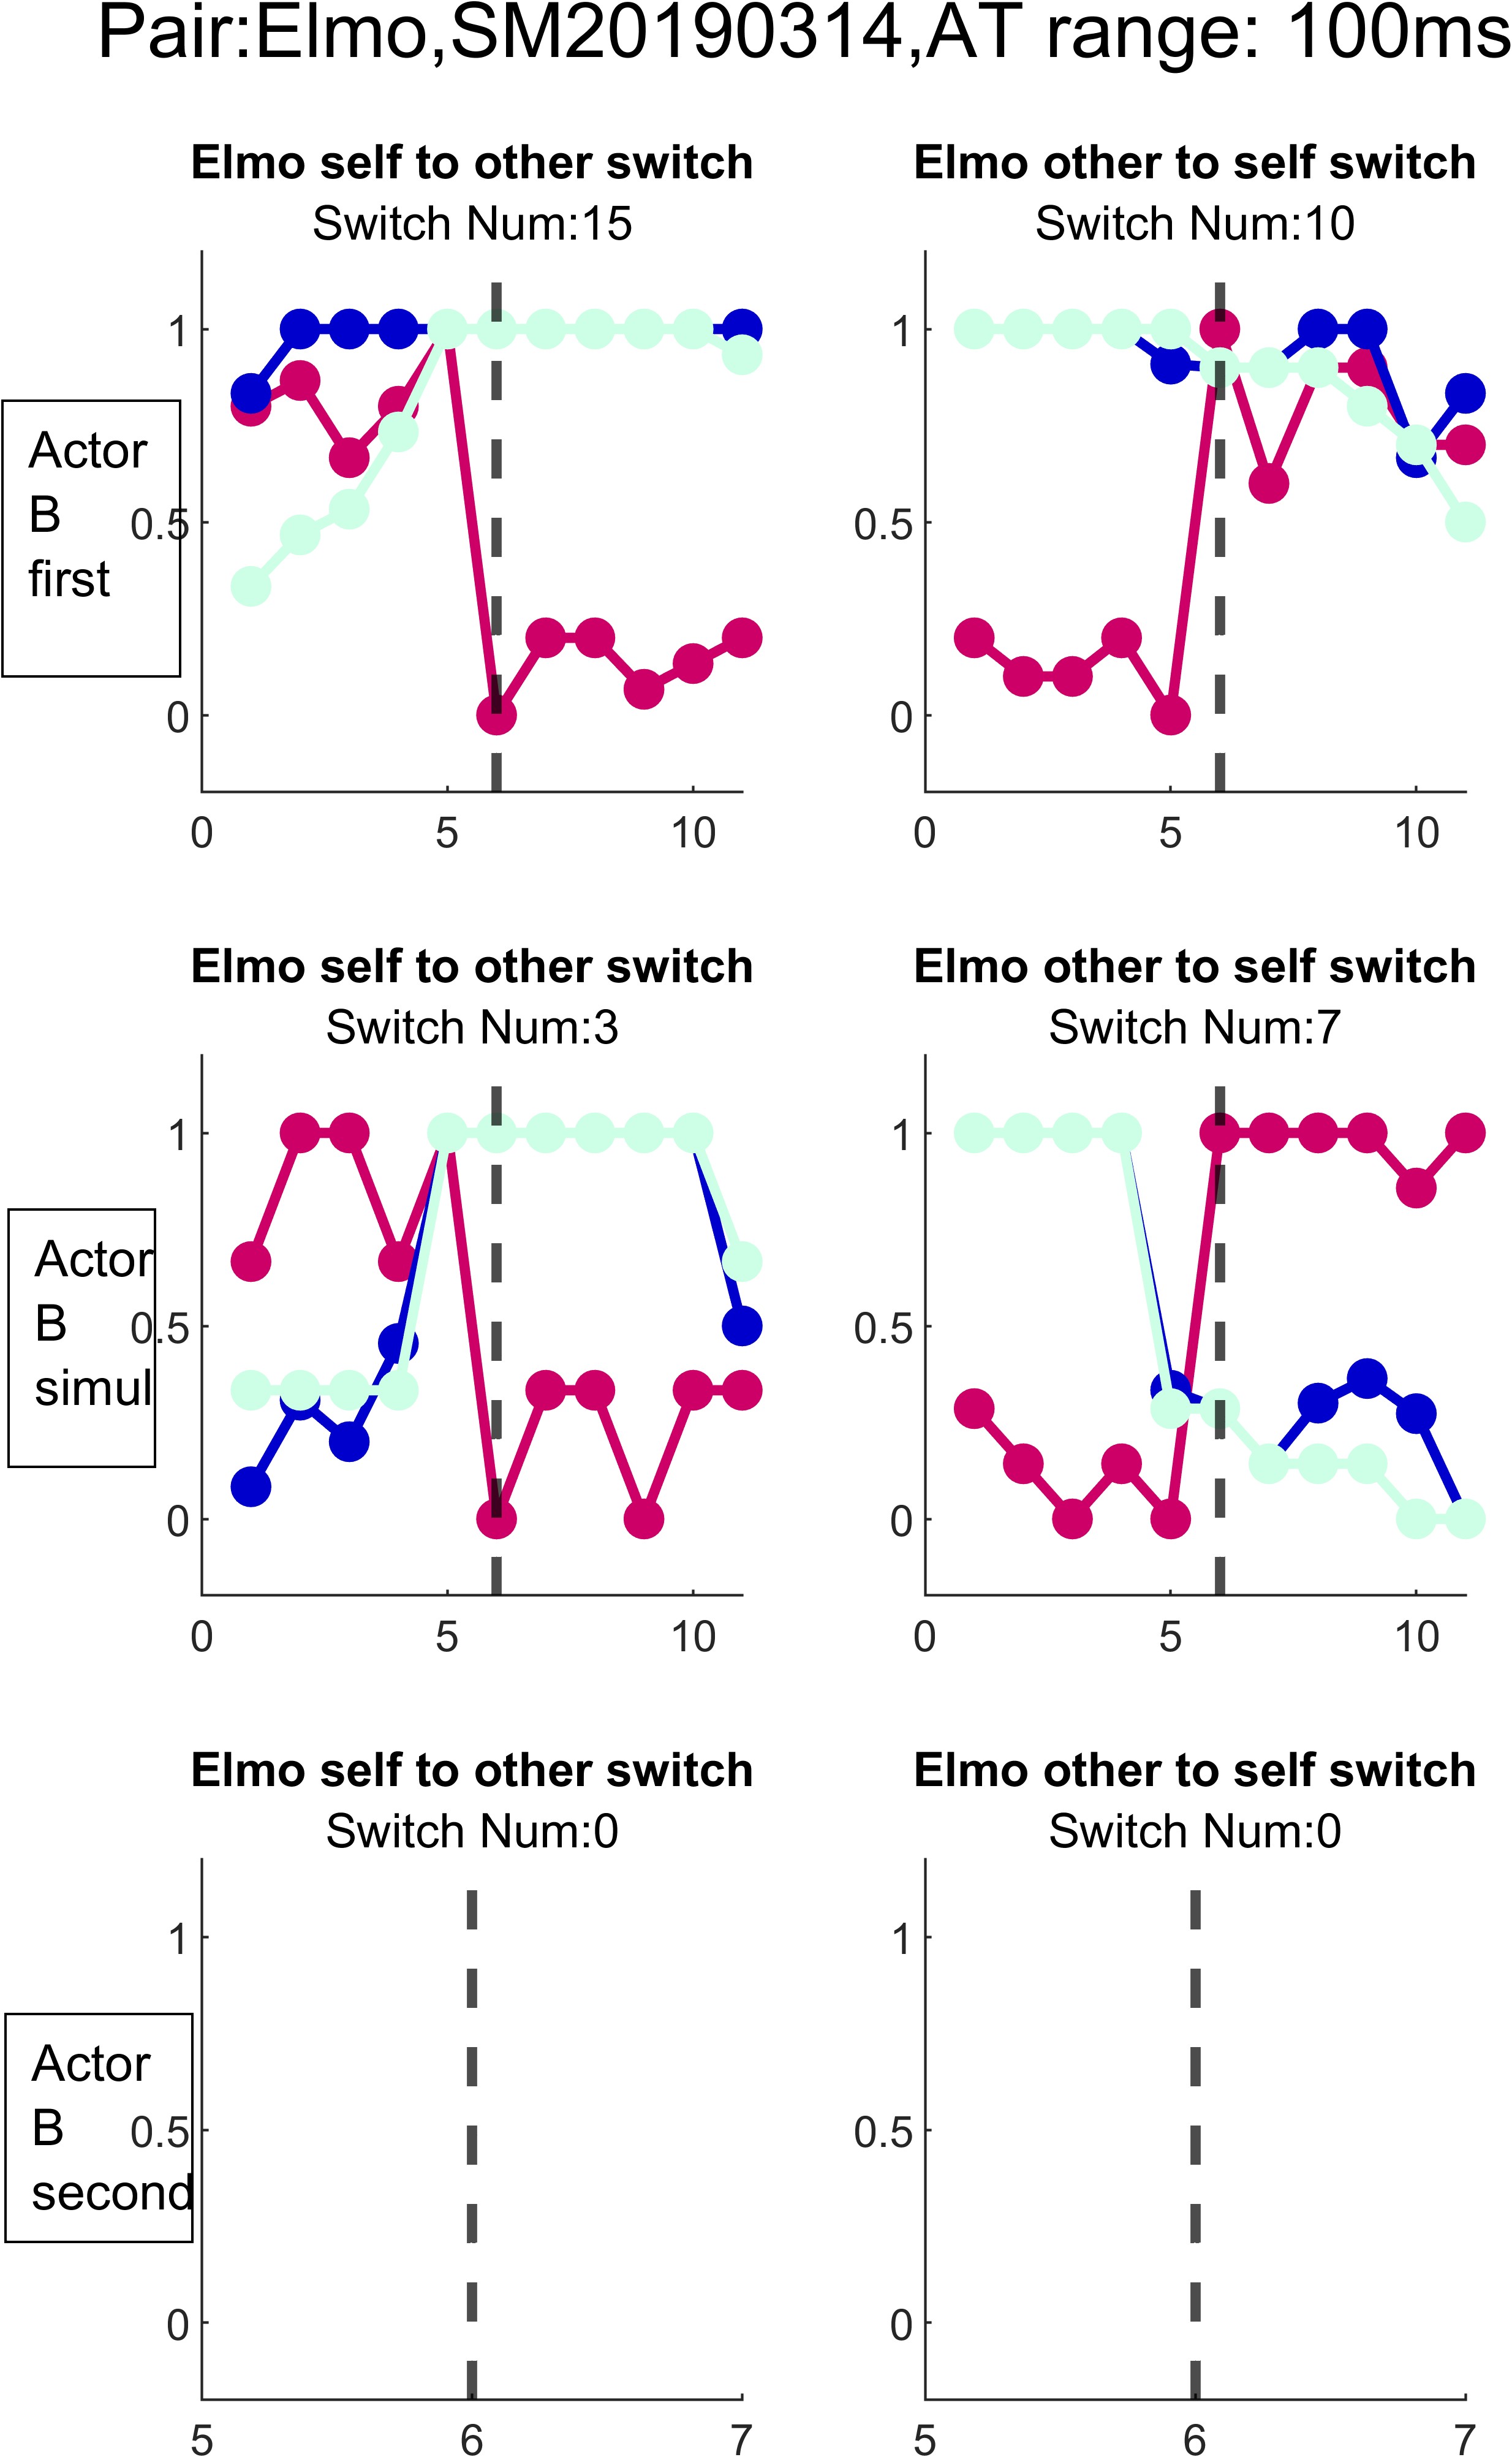 Pair:Elmo,SM20190314,AT range: 100ms
Elmo self to other switch
Switch Num:15
1
0.5
0
0 5 10
Actor
B
first
Elmo other to self switch
Switch Num:10
1
0.5
0
0 5 10
Elmo self to other switch
Switch Num:3
1
0.5
0
0 5 10
Actor
B
simul
Elmo other to self switch
Switch Num:7
1
0.5
0
0 5 10
Elmo self to other switch
Switch Num:0
1
0.5
0
5 6 7
Actor
B
second
Elmo other to self switch
Switch Num:0
1
0.5
0
5 6 7